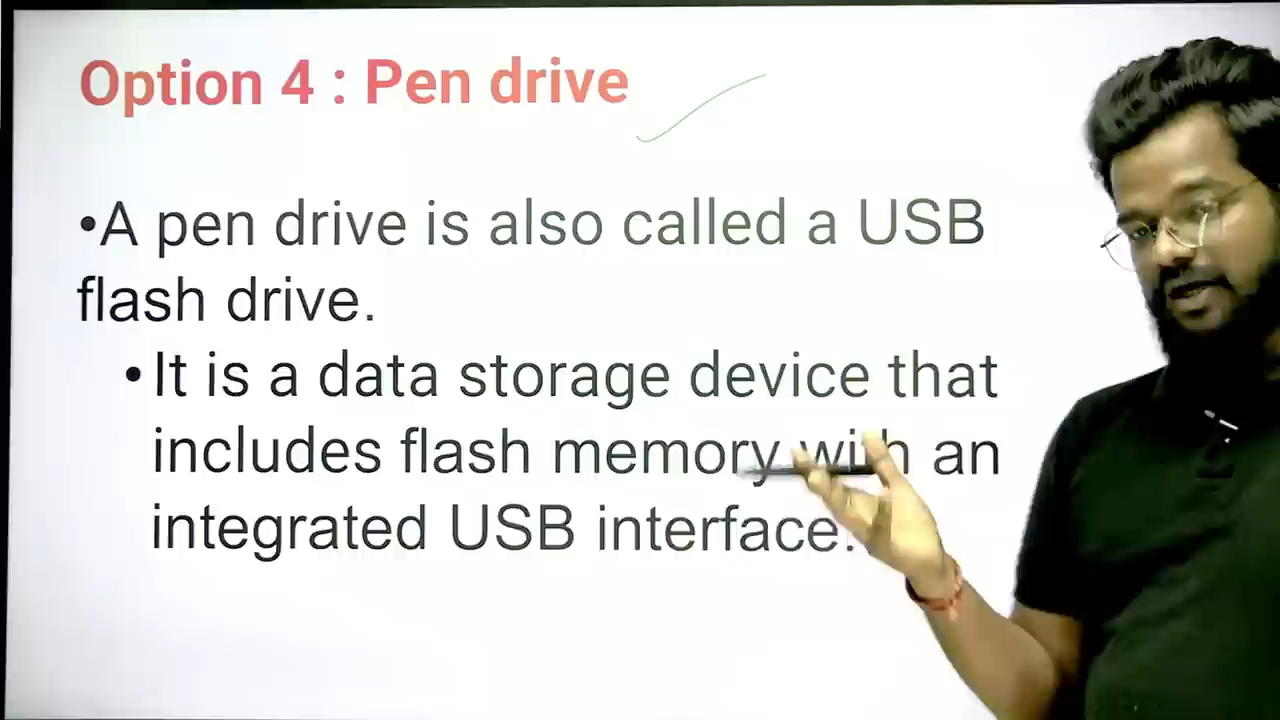 Option 4 : Pen drive
•A pen drive is also called a USB
flash drive.
•It is a data storage device that
includes flash memory with an
integrated USB interface.